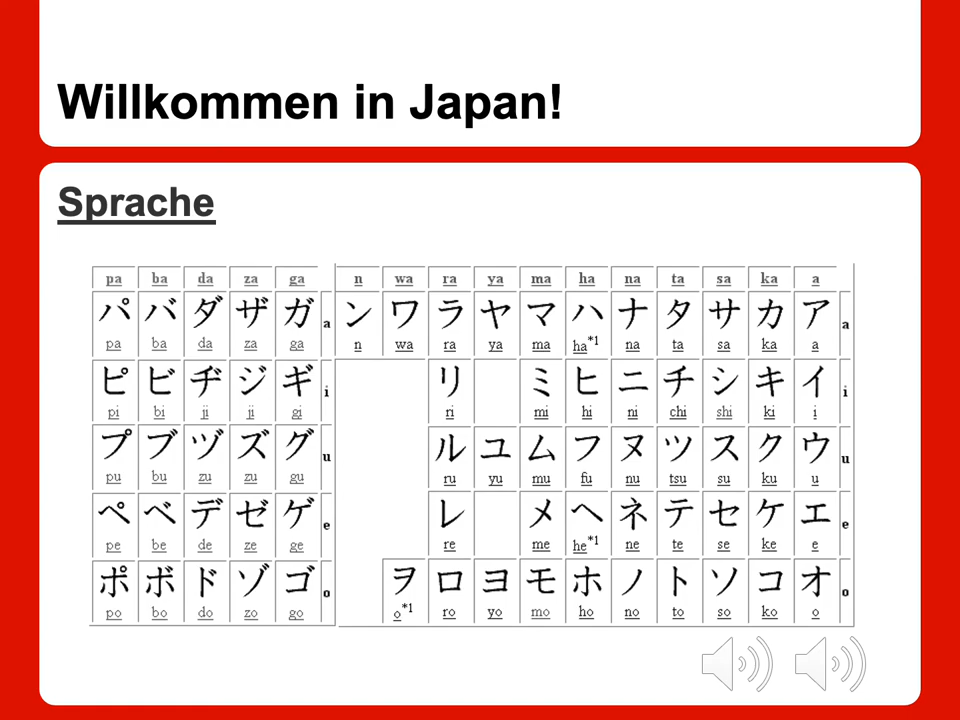 Willkommen in Japan!
Sprache
pa ba da za ga n wa ra ya ma ha na ta sa ka a
パ バ ダ ザ ガ a ン ワ ラ ヤ マ ハ ナ タ サ カ ア a
pa ba da za ga n wa ra ya ma ha*1 na ta sa ka a
ピ ビ ヂ ジ ギ i リ ミ ヒ ニ チ シ キ イ i
pi bi ji ji gi ri mi hi ni chi shi ki i
プ ブ ヅ ズ グ u ル ユ ム フ ヌ ツ ス ク ウ u
pu bu zu zu gu ru yu mu fu nu tsu su ku u
ペ ベ デ ゼ ゲ e レ メ ヘ ネ テ セ ケ エ e
pe be de ze ge re me he*1 ne te se ke e
ポ ボ ド ゾ ゴ o ヲ ロ ヨ モ ホ ノ ト ソ コ オ o
po bo do zo go o*1 ro yo mo ho no to so ko o